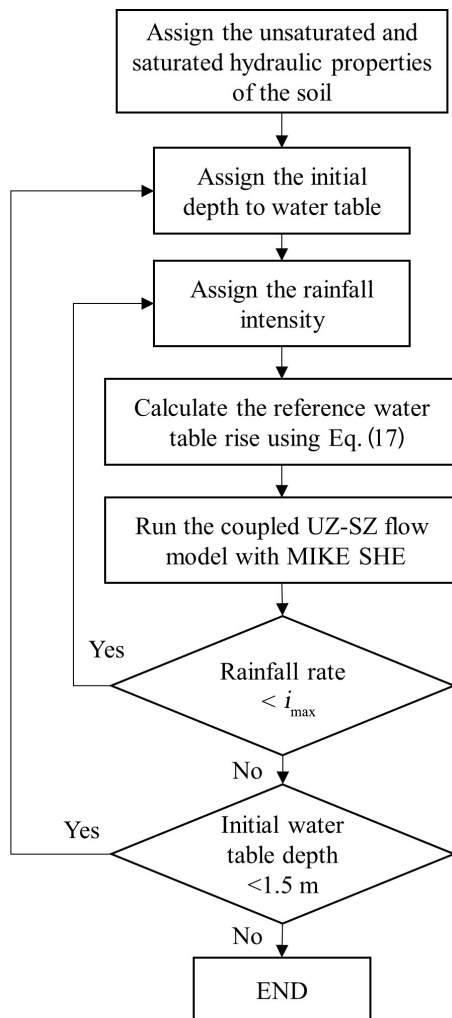 Assign the unsaturated and
saturated hydraulic properties
of the soil
Assign the initial
depth to water table
Assign the rainfall
intensity
Calculate the reference water
table rise using Eq. (17)
Run the coupled UZ-SZ flow
model with MIKE SHE
Yes
Rainfall rate
< imax
No
Yes
Initial water
table depth
<1.5 m
No
END